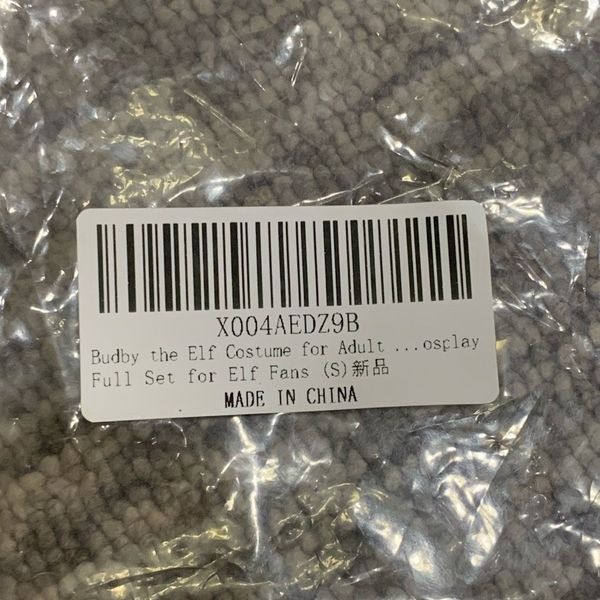 X004AEDZ9B
Budby the Elf Costume for Adult ...osplay
Full Set for Elf Fans (S)新品
MADE IN CHINA